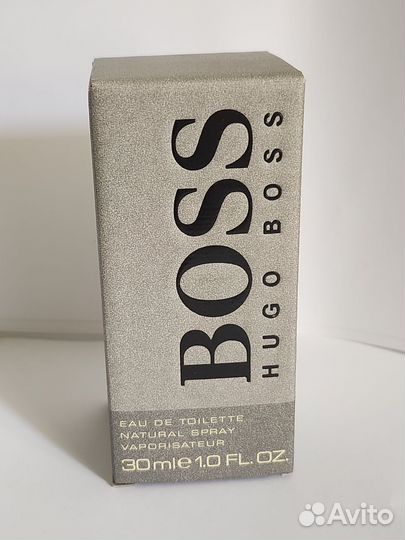 BOSS
HUGO BOSS
EAU DE TOILETTE
NATURAL SPRAY
VAPORISATEUR
30ml℮1.0 FL. OZ.
Avito